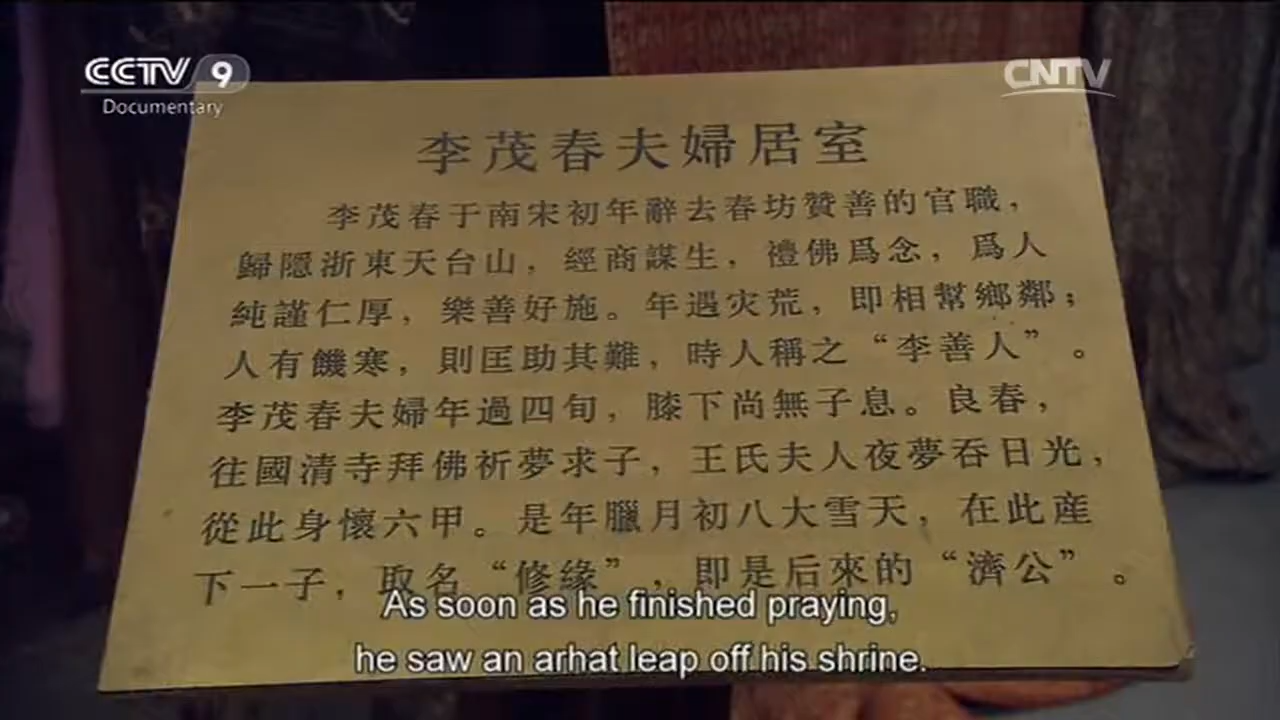 CCTV 9
Documentary
CNTV
李茂春夫婦居室
李茂春于南宋初年辭去春坊贊善的官職，
歸隱浙東天台山，經商謀生，禮佛爲念，爲人
純謹仁厚，樂善好施。年遇灾荒，即相幫鄉鄰；
人有饑寒，則匡助其難，時人稱之“李善人”。
李茂春夫婦年過四旬，膝下尚無子息。良春，
往國清寺拜佛祈夢求子，王氏夫人夜夢吞日光，
從此身懷六甲。是年臘月初八大雪天，在此産
下一子，取名“修緣”，即是后來的“濟公”。
As soon as he finished praying,
he saw an arhat leap off his shrine.